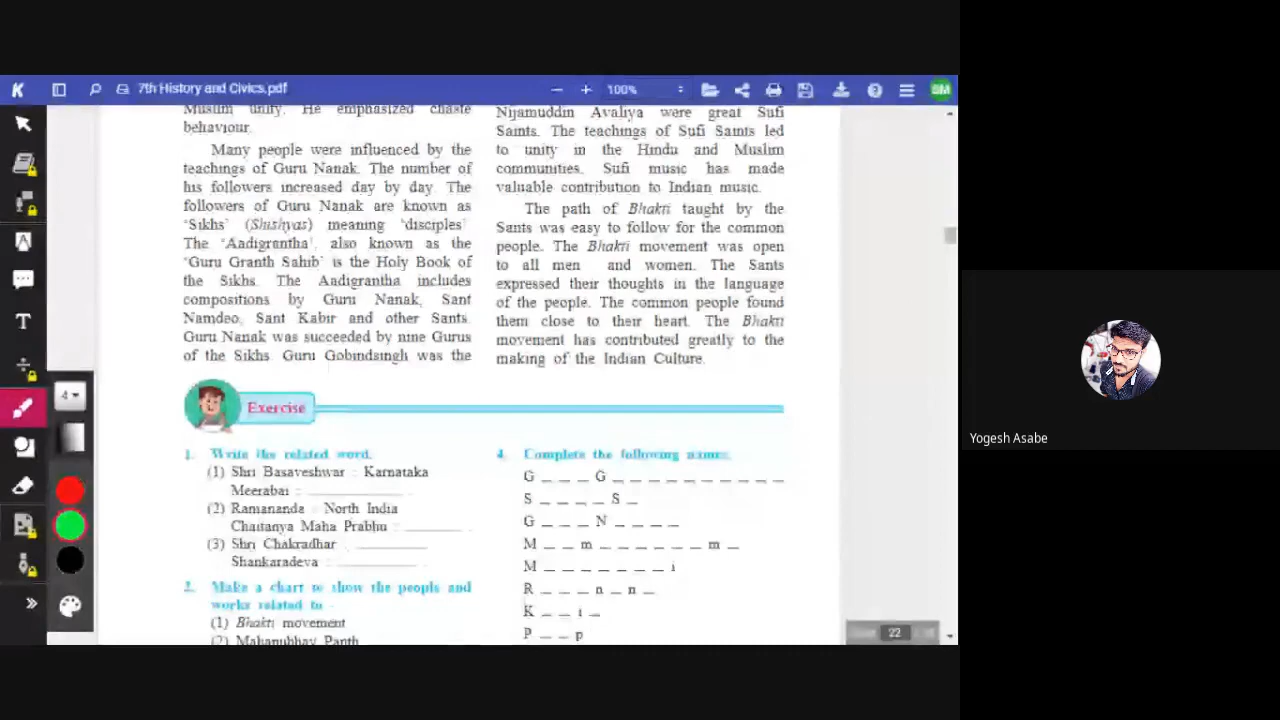 7th History and Civics.pdf
100%
SM
Muslim unity. He emphasized chaste
behaviour.
Many people were influenced by the
teachings of Guru Nanak. The number of
his followers increased day by day. The
followers of Guru Nanak are known as
'Sikhs' (Shishyas) meaning 'disciples'
The 'Aadigrantha', also known as the
'Guru Granth Sahib' is the Holy Book of
the Sikhs. The Aadigrantha includes
compositions by Guru Nanak, Sant
Namdeo, Sant Kabir and other Sants.
Guru Nanak was succeeded by nine Gurus
of the Sikhs. Guru Gobindsingh was the
Nijamuddin Avaliya were great Sufi
Saints. The teachings of Sufi Saints led
to unity in the Hindu and Muslim
communities. Sufi music has made
valuable contribution to Indian music.
The path of Bhakti taught by the
Sants was easy to follow for the common
people. The Bhakti movement was open
to all men and women. The Sants
expressed their thoughts in the language
of the people. The common people found
them close to their heart. The Bhakti
movement has contributed greatly to the
making of the Indian Culture.
Exercise
1. Write the related word.
(1) Shri Basaveshwar : Karnataka
Meerabai : ____________
(2) Ramananda : North India
Chaitanya Maha Prabhu : ________
(3) Shri Chakradhar : ________
Shankaradeva : __________
2. Make a chart to show the people and
works related to -
(1) Bhakti movement
(2) Mahanubhav Panth
4. Complete the following names.
G _ _ _ G _ _ _ _ _ _ _ _ _ _
S _ _ _ _ S _
G _ _ _ N _ _ _ _
M _ _ m _ _ _ _ _ _ m _
M _ _ _ _ _ _ _ i
R _ _ _ n _ n _
K _ _ i _
P _ _ p
4
22
Yogesh Asabe